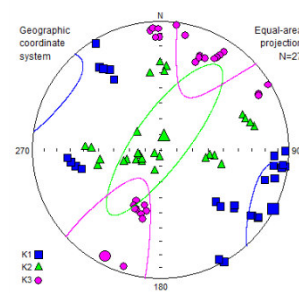 Geographic
coordinate
system
N
Equal-area
projection
N=27
270
90
K1
K2
K3
180